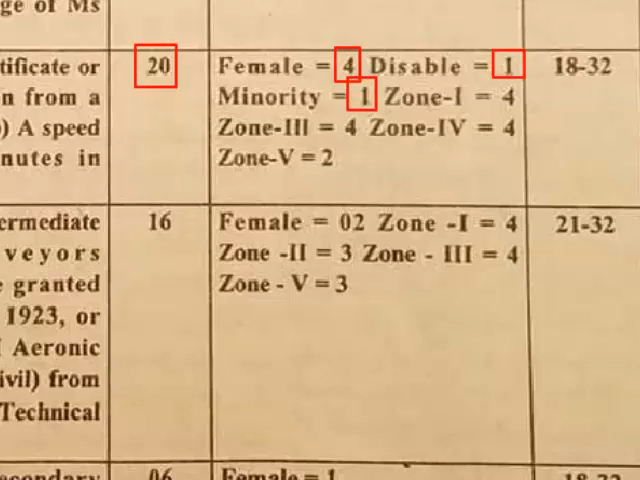 ge of Ms
tificate or 20 Female = 4 Disable = 1 18-32
n from a Minority = 1 Zone-I = 4
) A speed Zone-III = 4 Zone-IV = 4
nutes in Zone-V = 2
ermediate 16 Female = 02 Zone -I = 4 21-32
veyors Zone -II = 3 Zone - III = 4
granted Zone - V = 3
1923, or
Aeronic
ivil) from
Technical
econdary 06 Female = 1